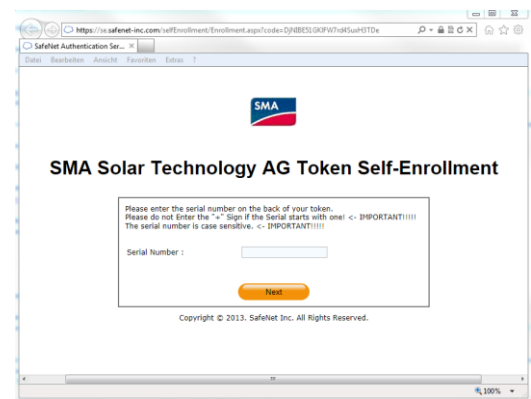 https://se.safenet-inc.com/selfEnrollment/Enrollment.aspx?code=
SafeNet Authentication Ser...
Datei Bearbeiten Ansicht Favoriten Extras ?
SMA
SMA Solar Technology AG Token Self-Enrollment
Please enter the serial number on the back of your token.
Please do not Enter the "+" Sign if the Serial starts with one! <- IMPORTANT!!!!!
The serial number is case sensitive. <- IMPORTANT!!!!!
Serial Number :
Next
Copyright © 2013. SafeNet Inc. All Rights Reserved.
100%